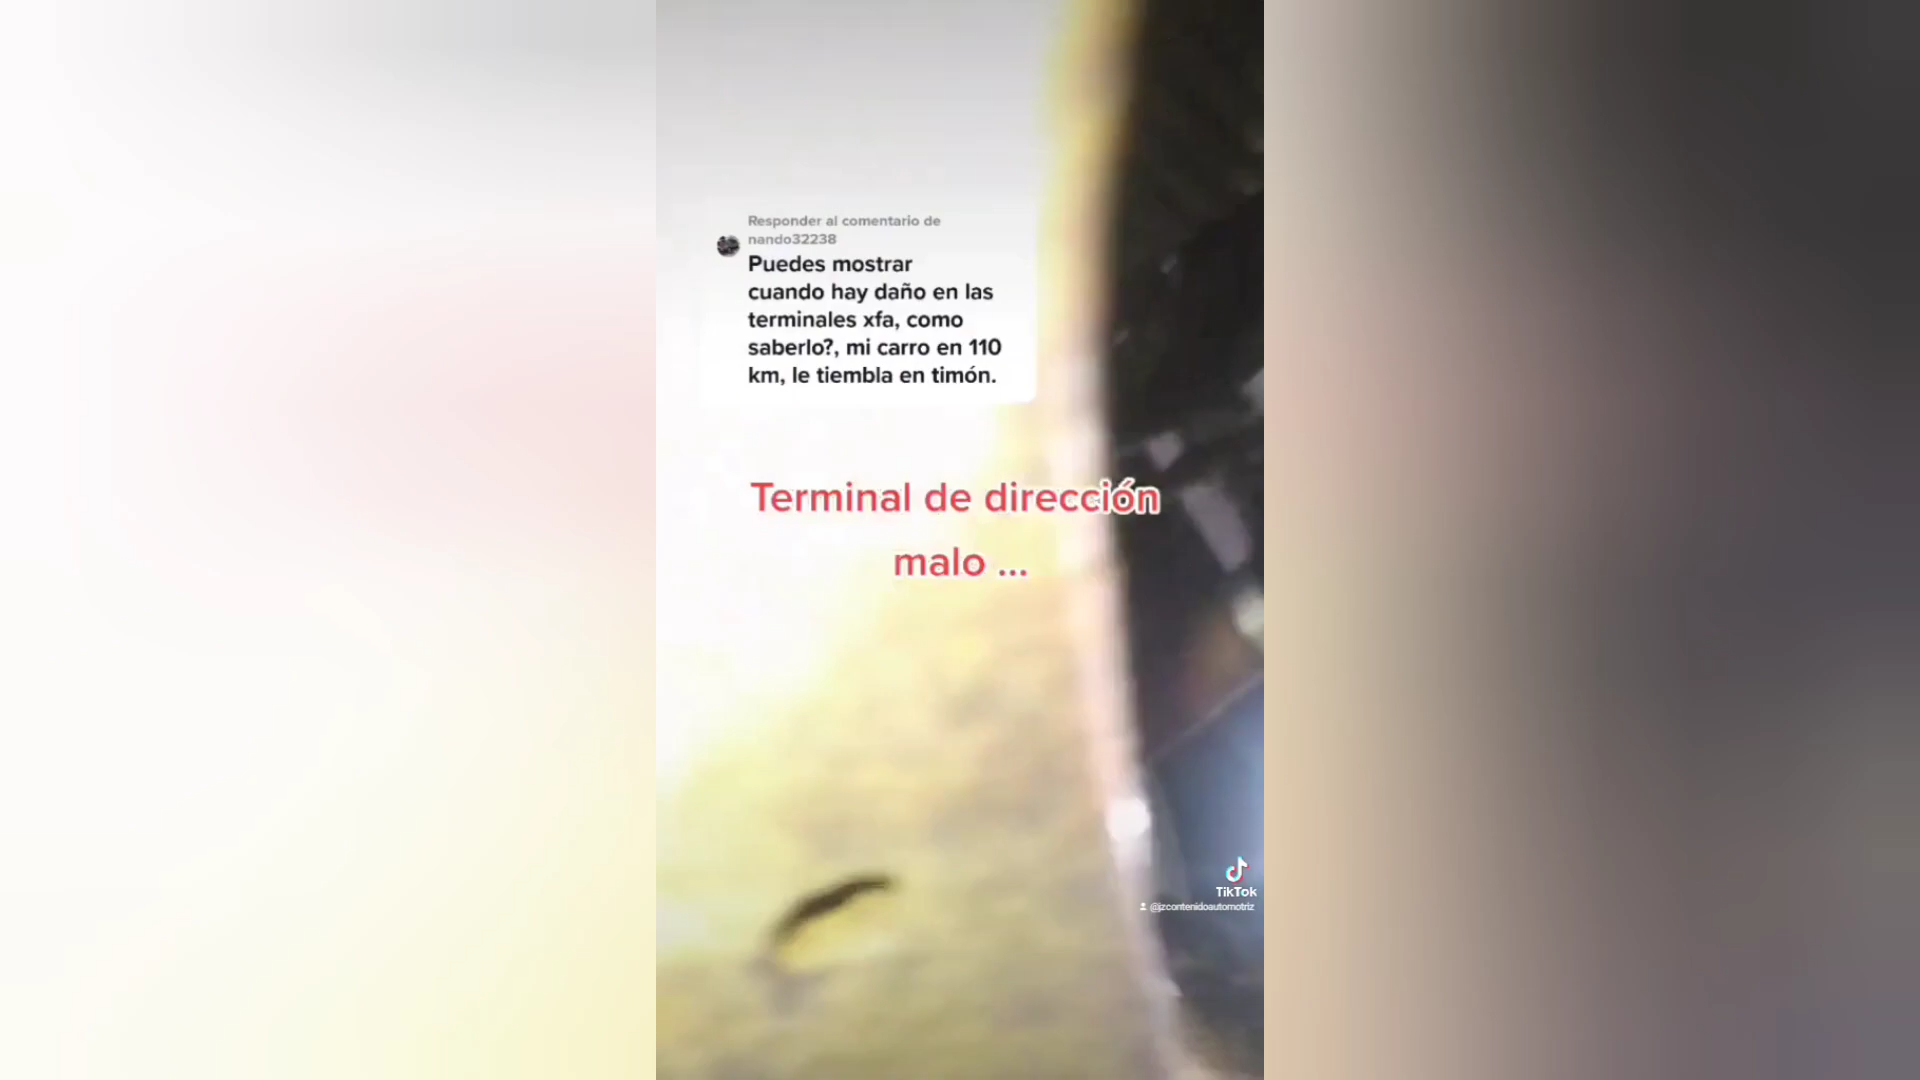 Responder al comentario de
nando32238
Puedes mostrar
cuando hay daño en las
terminales xfa, como
saberlo?, mi carro en 110
km, le tiembla en timón.
Terminal de dirección
malo ...
TikTok
@jzcontenidoautomotriz